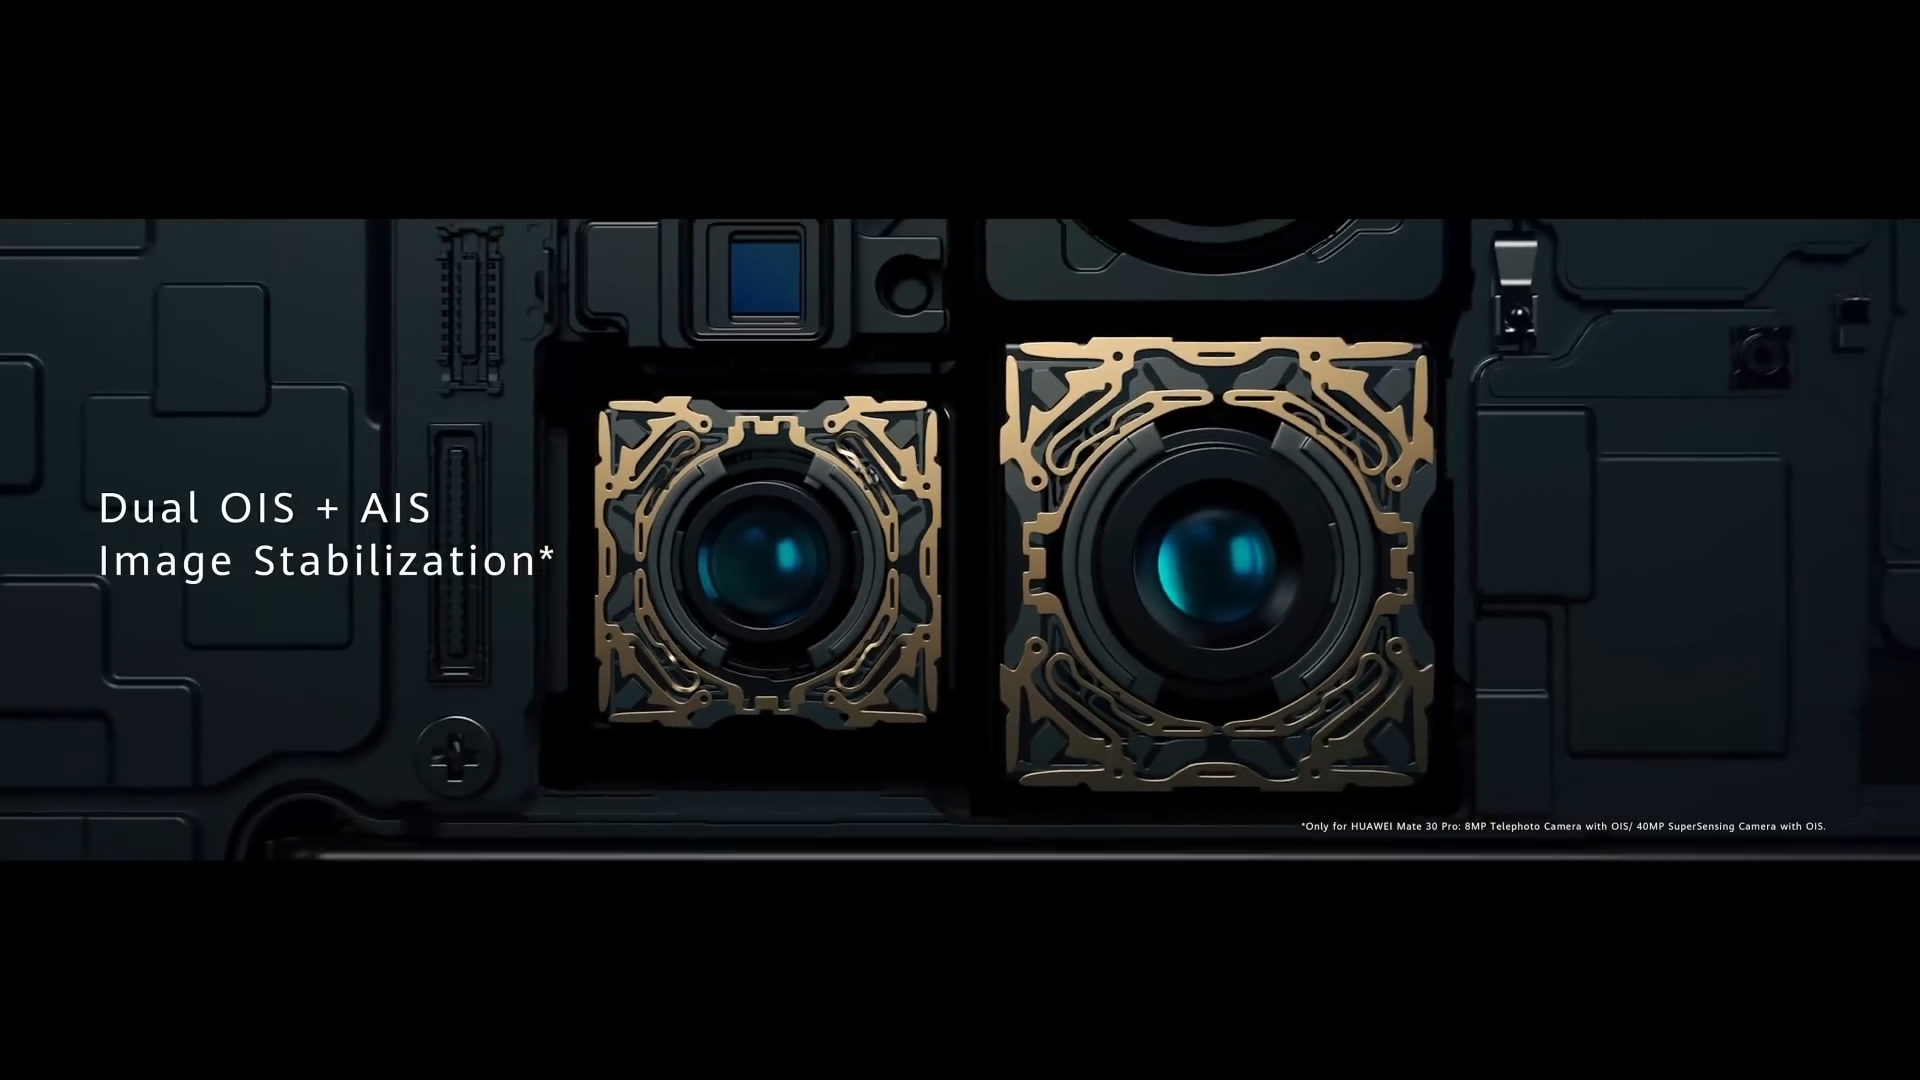 Dual OIS + AIS
Image Stabilization*
*Only for HUAWEI Mate 30 Pro: 8MP Telephoto Camera with OIS/ 40MP SuperSensing Camera with OIS.